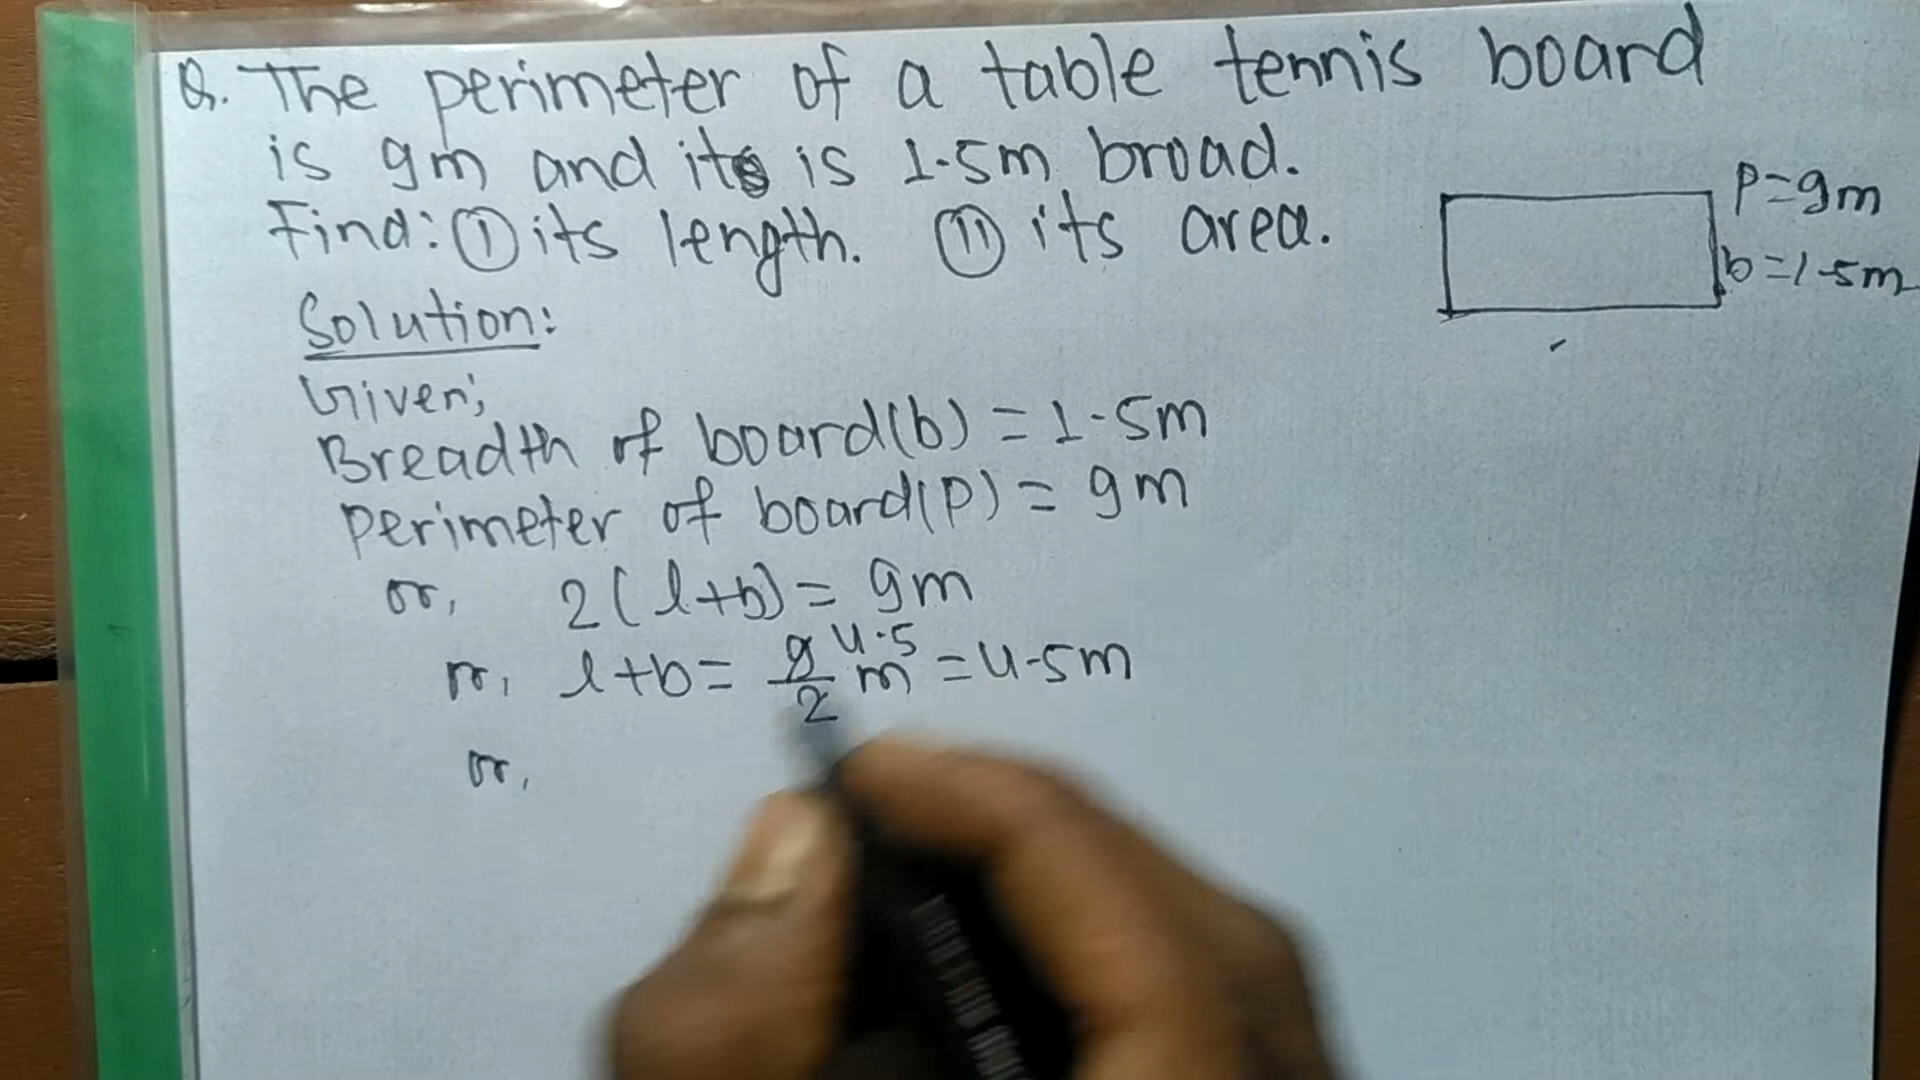 Q. The perimeter of a table tennis board
is 9m and its is 1.5m broad.
Find: (i) its length. (ii) its area.
P=9m
b=1.5m
Solution:
Given;
Breadth of board(b) = 1.5m
perimeter of board(P) = 9m
or, 2(l+b) = 9m
or, l+b = 9/2 m 4.5 = 4.5m
or,